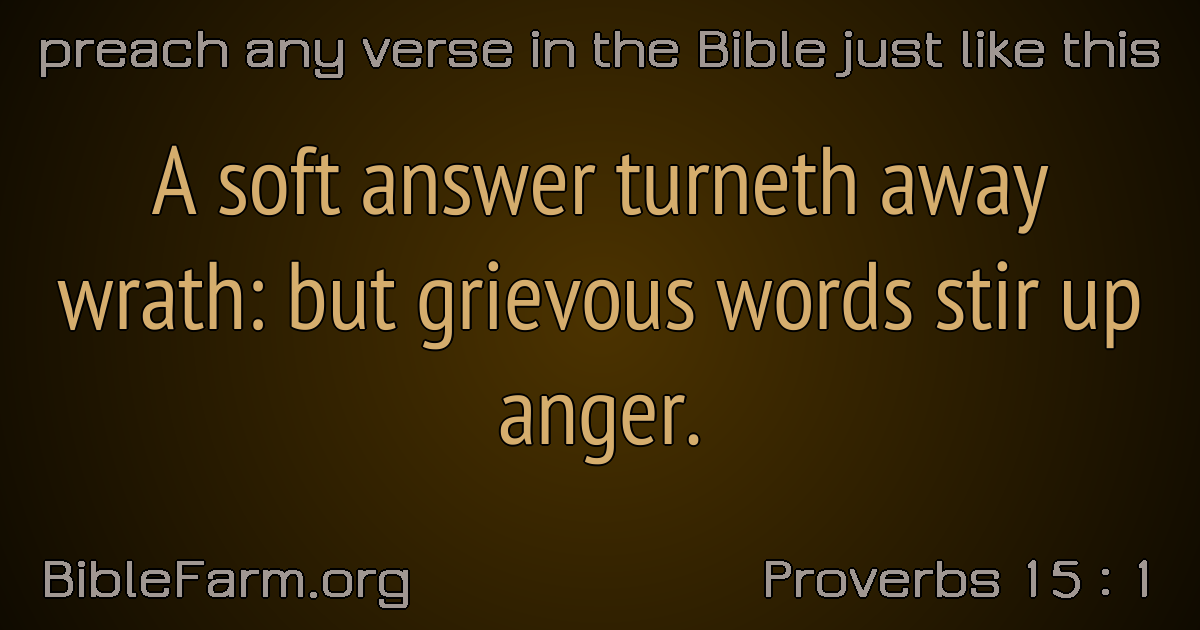 preach any verse in the Bible just like this
A soft answer turneth away
wrath: but grievous words stir up
anger.
BibleFarm.org
Proverbs 15 : 1